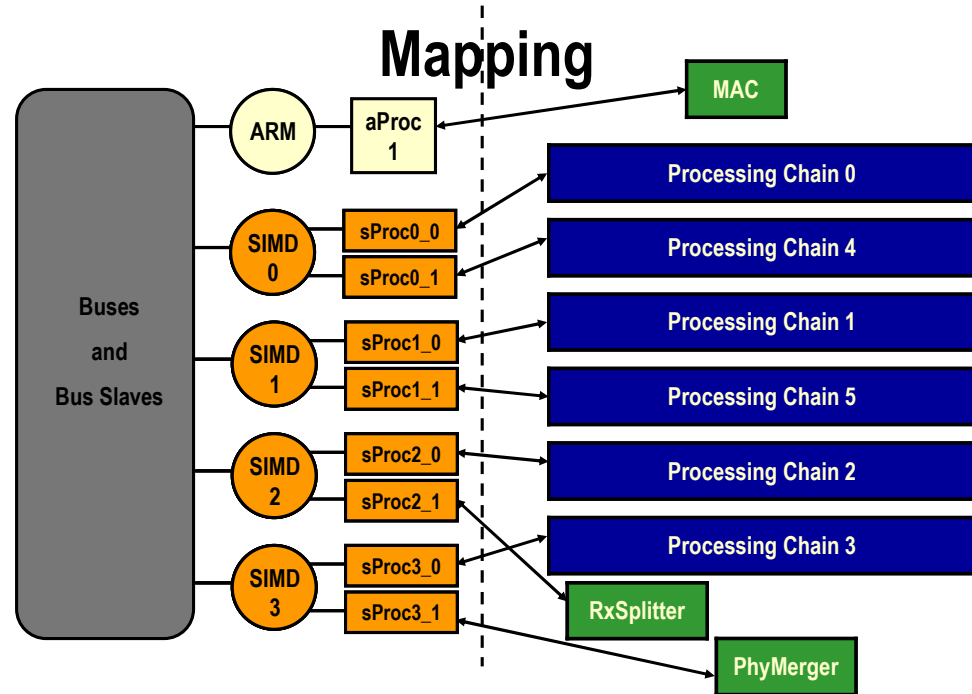 Mapping
MAC
ARM
aProc
1
Processing Chain 0
sProc0_0
SIMD
0
sProc0_1
Processing Chain 4
Buses
and
Bus Slaves
Processing Chain 1
sProc1_0
SIMD
1
sProc1_1
Processing Chain 5
sProc2_0
SIMD
2
sProc2_1
Processing Chain 2
Processing Chain 3
sProc3_0
SIMD
3
sProc3_1
RxSplitter
PhyMerger